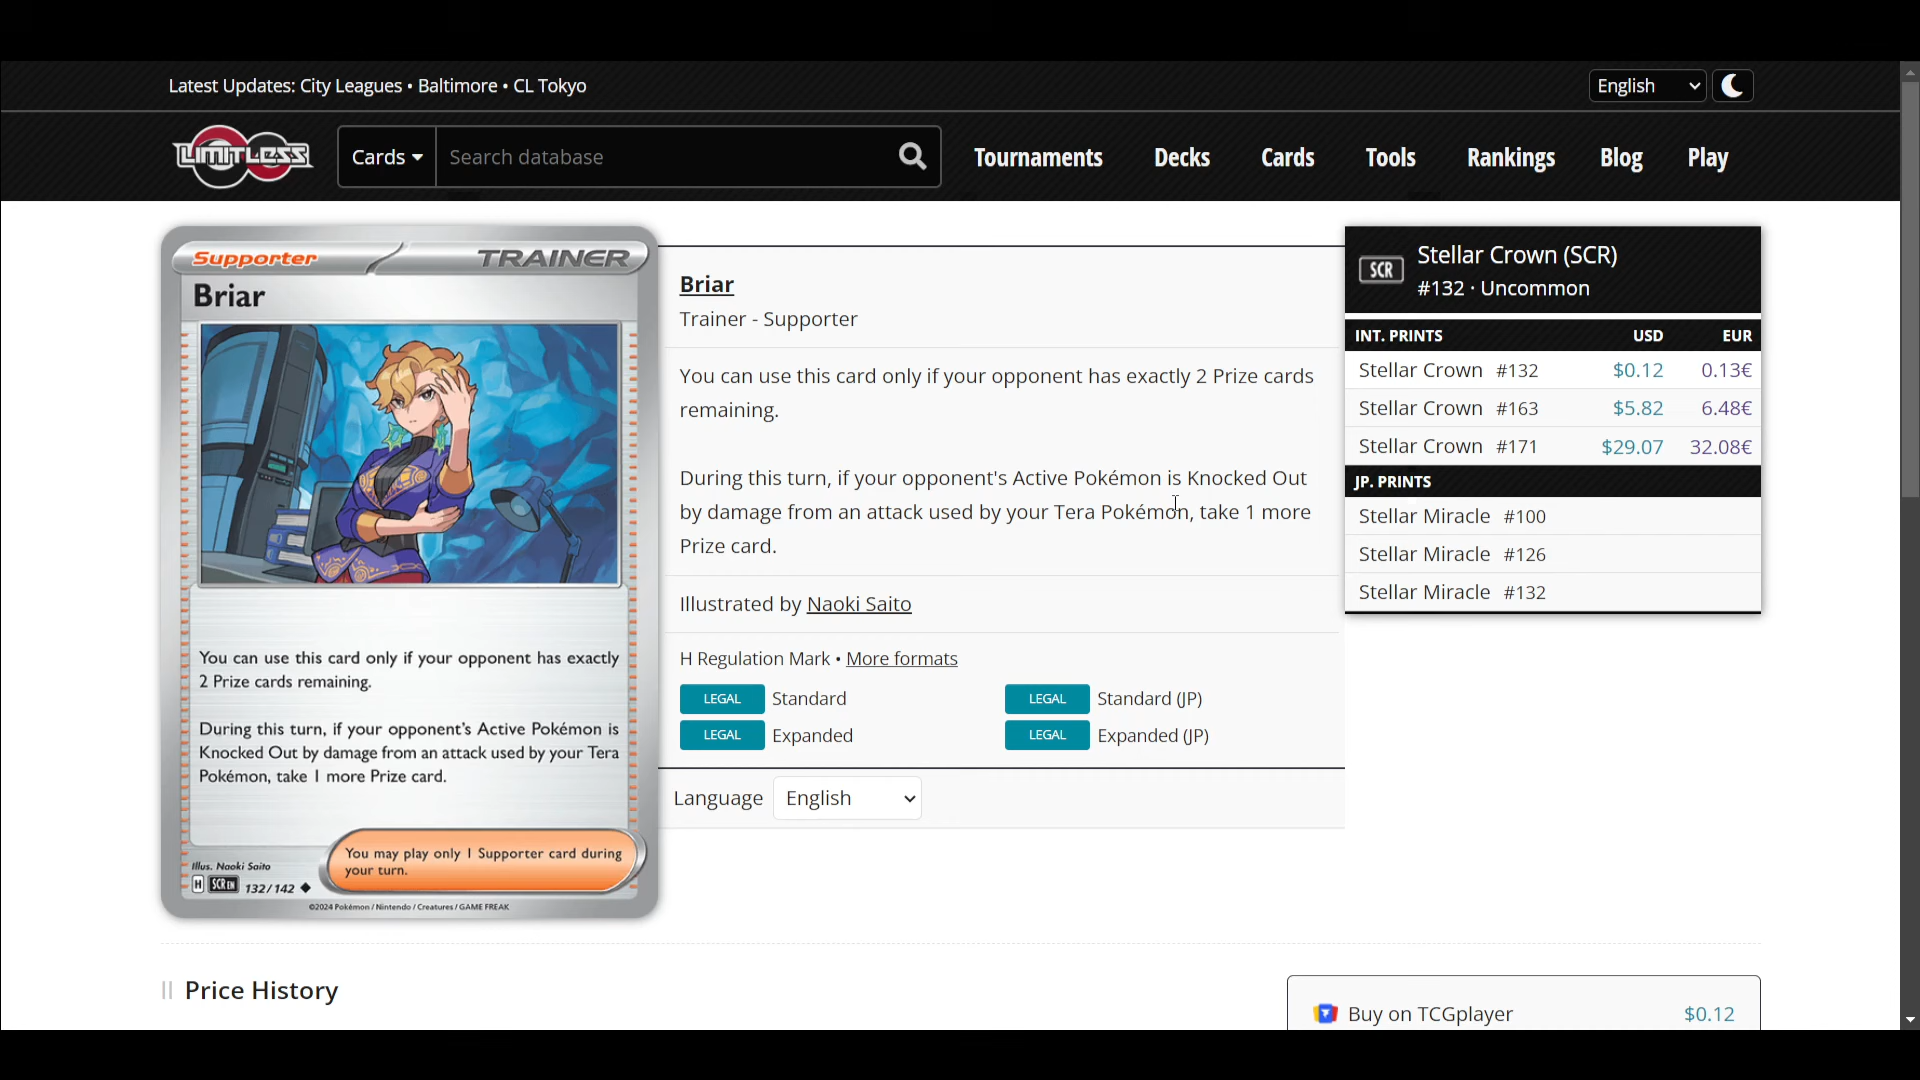 Latest Updates: City Leagues • Baltimore • CL Tokyo
English
LIMITLESS
Cards
Search database
Tournaments
Decks
Cards
Tools
Rankings
Blog
Play
Supporter
TRAINER
Briar
You can use this card only if your opponent has exactly
2 Prize cards remaining.
During this turn, if your opponent's Active Pokémon is
Knocked Out by damage from an attack used by your Tera
Pokémon, take 1 more Prize card.
You may play only 1 Supporter card during
your turn.
Illus. Naoki Saito
H SCR EN 132/142
©2024 Pokémon / Nintendo / Creatures / GAME FREAK
Briar
Trainer - Supporter
You can use this card only if your opponent has exactly 2 Prize cards
remaining.
During this turn, if your opponent's Active Pokémon is Knocked Out
by damage from an attack used by your Tera Pokémon, take 1 more
Prize card.
Illustrated by Naoki Saito
H Regulation Mark • More formats
LEGAL Standard
LEGAL Standard (JP)
LEGAL Expanded
LEGAL Expanded (JP)
Language English
SCR
Stellar Crown (SCR)
#132 · Uncommon
INT. PRINTS USD EUR
Stellar Crown #132 $0.12 0.13€
Stellar Crown #163 $5.82 6.48€
Stellar Crown #171 $29.07 32.08€
JP. PRINTS
Stellar Miracle #100
Stellar Miracle #126
Stellar Miracle #132
Price History
Buy on TCGplayer $0.12